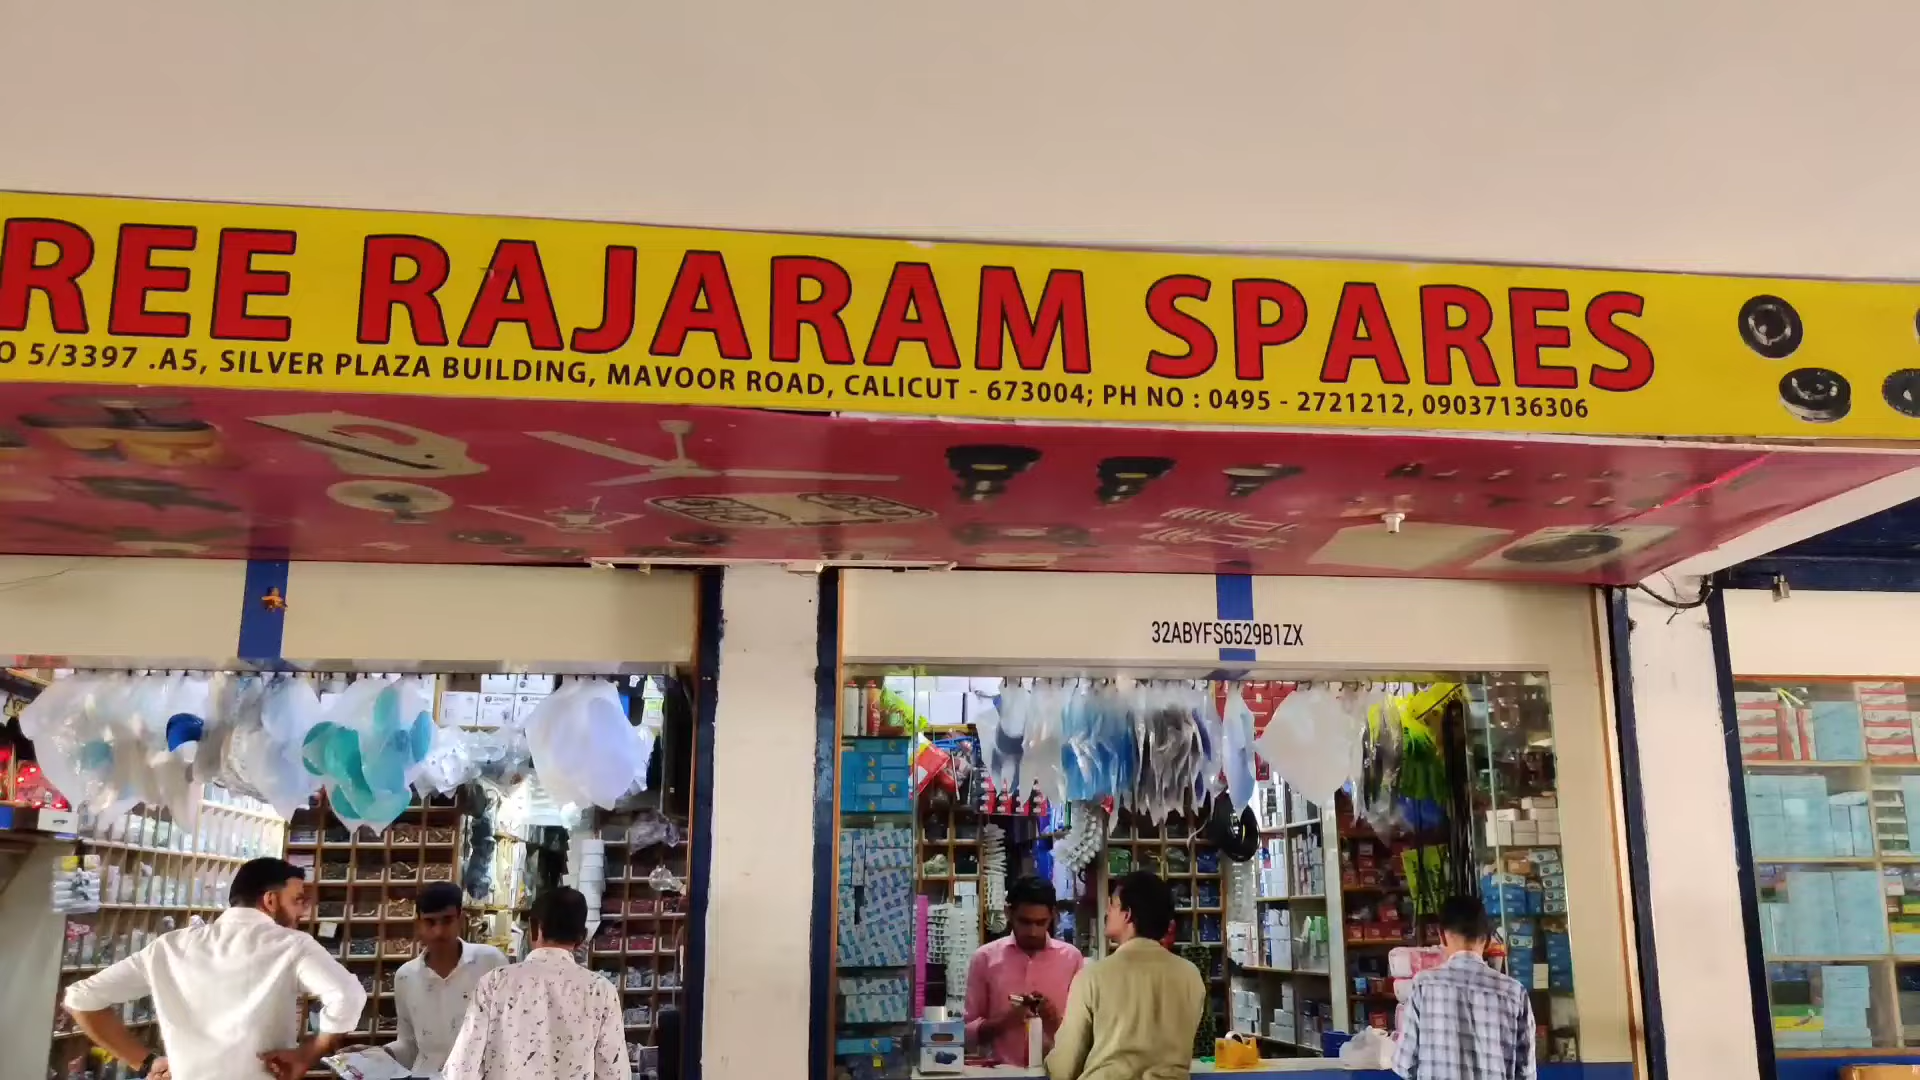 REE RAJARAM SPARES
O 5/3397 .A5, SILVER PLAZA BUILDING, MAVOOR ROAD, CALICUT - 673004; PH NO : 0495 - 2721212, 09037136306
32ABYFS6529B1ZX